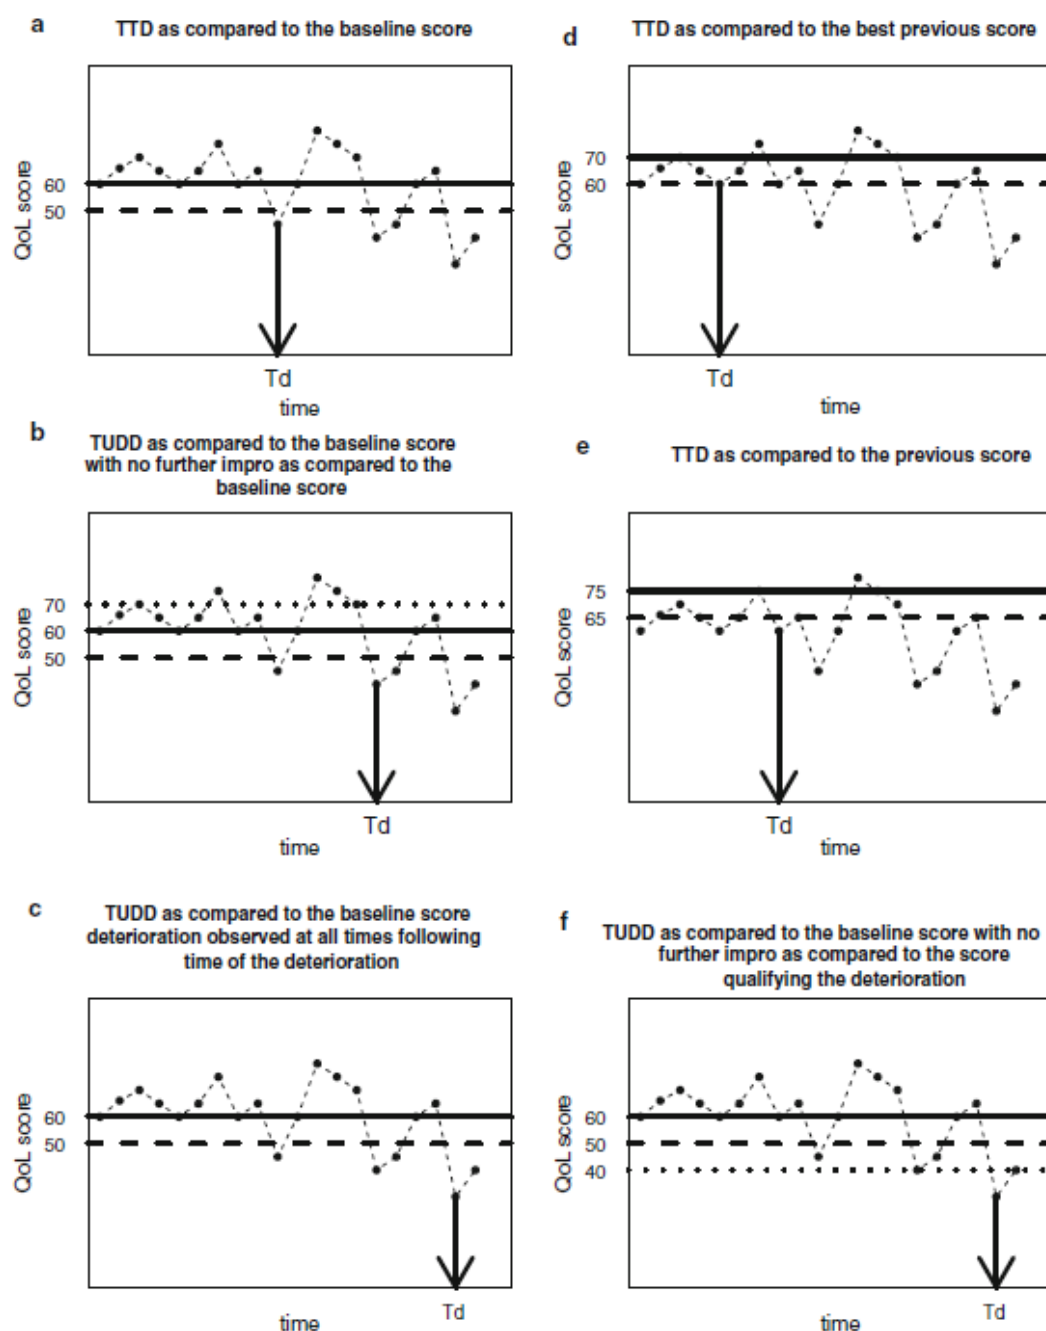 a
TTD as compared to the baseline score
QoL score
60
50
Td
time
b
TUDD as compared to the baseline score
with no further impro as compared to the
baseline score
QoL score
70
60
50
Td
time
c
TUDD as compared to the baseline score
deterioration observed at all times following
time of the deterioration
QoL score
60
50
Td
time
d
TTD as compared to the best previous score
QoL score
70
60
Td
time
e
TTD as compared to the previous score
QoL score
75
65
Td
time
f
TUDD as compared to the baseline score with no
further impro as compared to the score
qualifying the deterioration
QoL score
60
50
40
Td
time